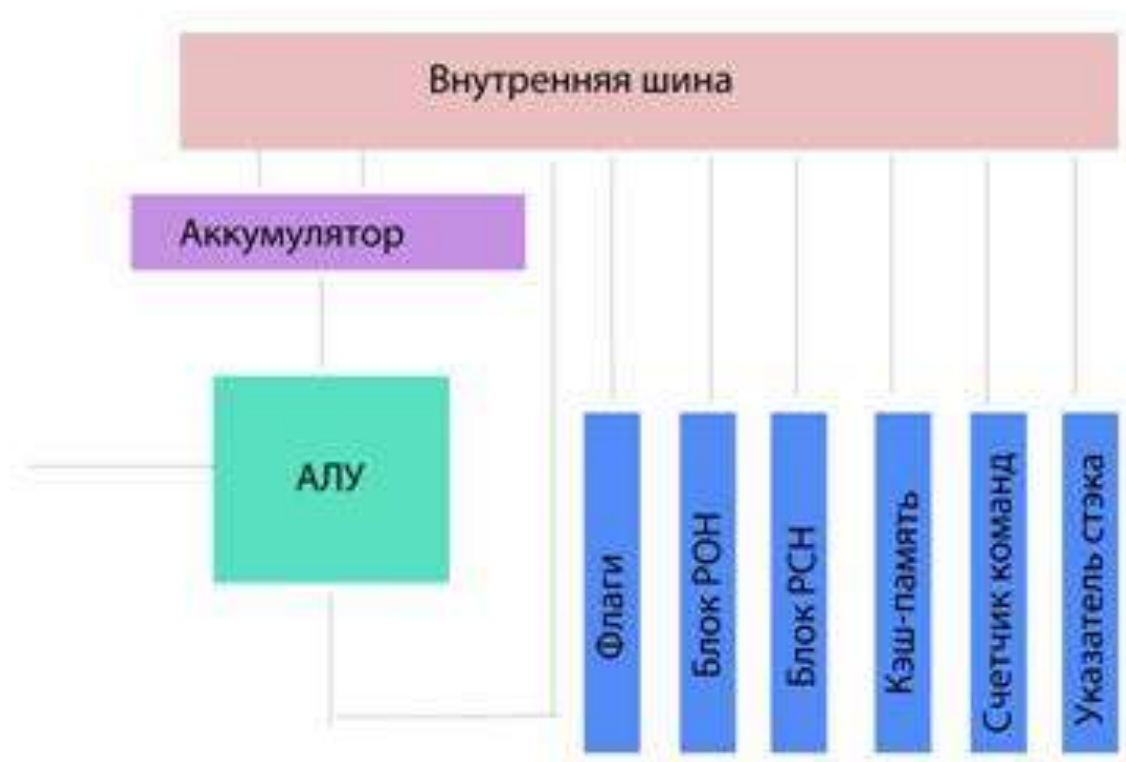 Внутренняя шина
Аккумулятор
АЛУ
Флаги
Блок РОН
Блок РСН
Кэш-память
Счетчик команд
Указатель стэка